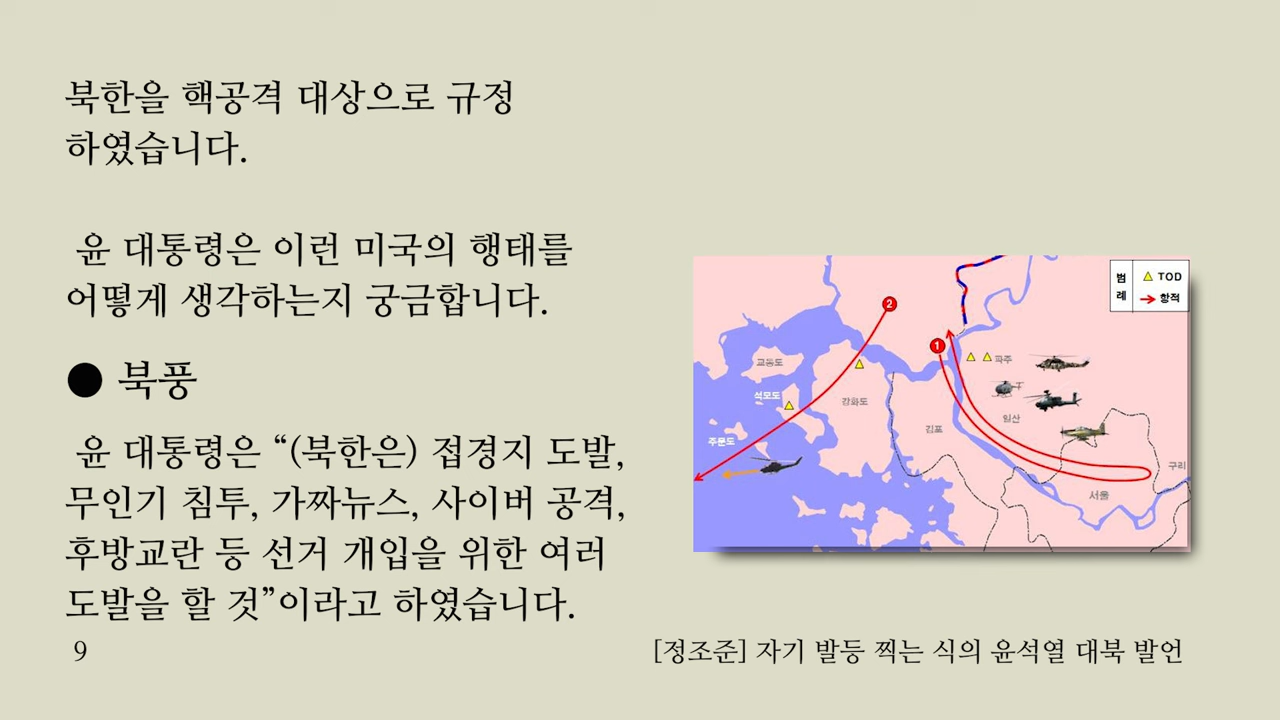 북한을 핵공격 대상으로 규정
하였습니다.
윤 대통령은 이런 미국의 행태를
어떻게 생각하는지 궁금합니다.
● 북풍
윤 대통령은 “(북한은) 접경지 도발,
무인기 침투, 가짜뉴스, 사이버 공격,
후방교란 등 선거 개입을 위한 여러
도발을 할 것”이라고 하였습니다.
범례
TOD
항적
2
1
파주
교동도
석모도
강화도
일산
김포
주문도
구리
서울
9
[정조준] 자기 발등 찍는 식의 윤석열 대북 발언